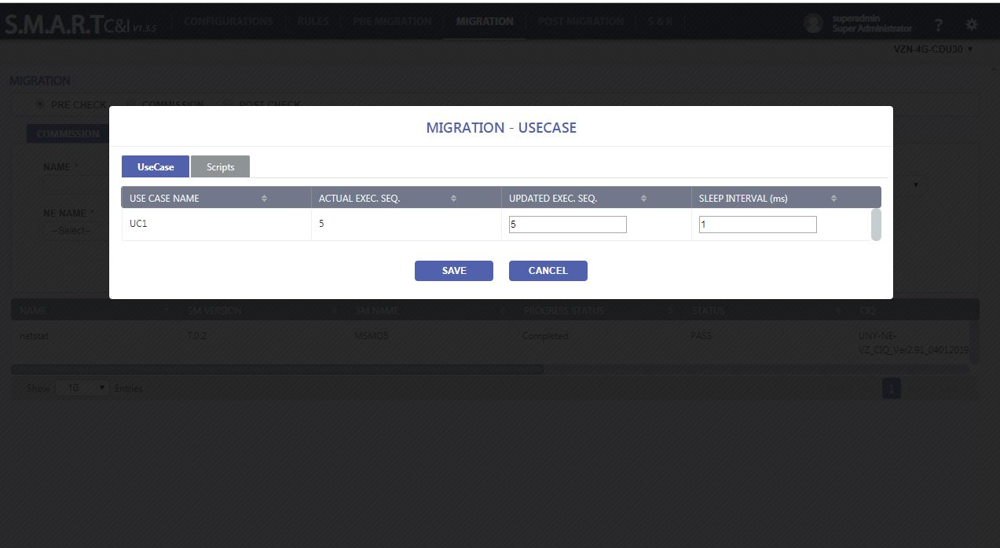 S.M.A.R.T C&I V1.3.5
CONFIGURATIONS RULES PRE MIGRATION MIGRATION POST MIGRATION S & R
superadmin
Super Administrator
?
VZN-4G-CDU30
MIGRATION
PRE CHECK COMMISSION POST CHECK
COMMISSION
NAME *
NE NAME *
--Select--
MIGRATION - USECASE
UseCase Scripts
USE CASE NAME ACTUAL EXEC. SEQ. UPDATED EXEC. SEQ. SLEEP INTERVAL (ms)
UC1 5 5 1
SAVE CANCEL
NAME SM VERSION SM NAME PROGRESS STATUS STATUS CIQ
netstat 7.0.2 MSMO5 Completed PASS UNY-NE-
VZ_CIQ_Ver2.91_04012019
Show 10 Entries
1